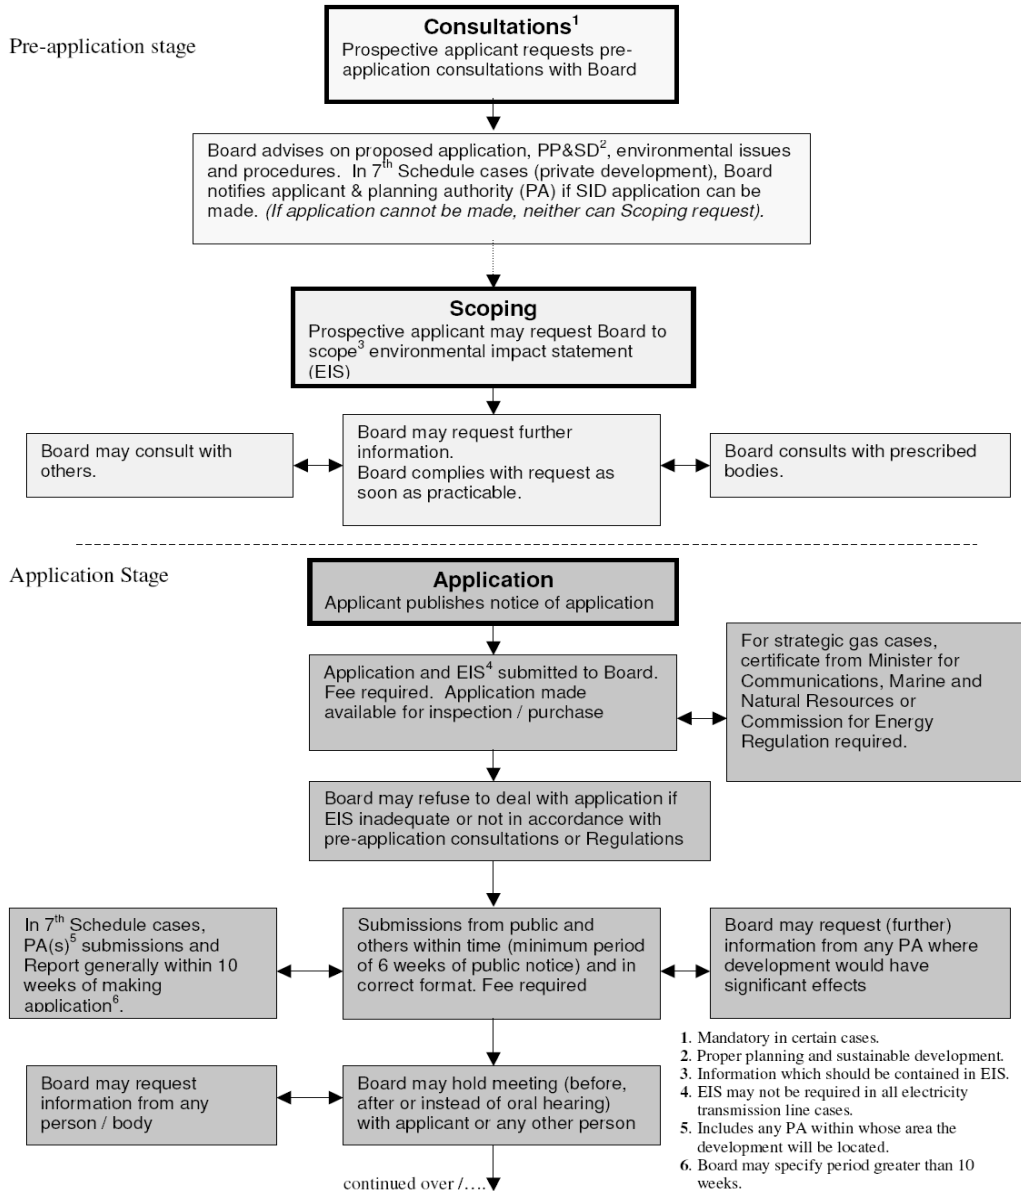 Pre-application stage
Consultations¹
Prospective applicant requests pre-
application consultations with Board
Board advises on proposed application, PP&SD², environmental issues
and procedures. In 7th Schedule cases (private development), Board
notifies applicant & planning authority (PA) if SID application can be
made. (If application cannot be made, neither can Scoping request).
Scoping
Prospective applicant may request Board to
scope³ environmental impact statement
(EIS)
Board may consult with
others.
Board may request further
information.
Board complies with request as
soon as practicable.
Board consults with prescribed
bodies.
Application Stage
Application
Applicant publishes notice of application
Application and EIS⁴ submitted to Board.
Fee required. Application made
available for inspection / purchase
For strategic gas cases,
certificate from Minister for
Communications, Marine and
Natural Resources or
Commission for Energy
Regulation required.
Board may refuse to deal with application if
EIS inadequate or not in accordance with
pre-application consultations or Regulations
In 7th Schedule cases,
PA(s)⁵ submissions and
Report generally within 10
weeks of making
application⁶.
Submissions from public and
others within time (minimum period
of 6 weeks of public notice) and in
correct format. Fee required
Board may request (further)
information from any PA where
development would have
significant effects
Board may request
information from any
person / body
Board may hold meeting (before,
after or instead of oral hearing)
with applicant or any other person
1. Mandatory in certain cases.
2. Proper planning and sustainable development.
3. Information which should be contained in EIS.
4. EIS may not be required in all electricity
transmission line cases.
5. Includes any PA within whose area the
development will be located.
6. Board may specify period greater than 10
weeks.
continued over /….